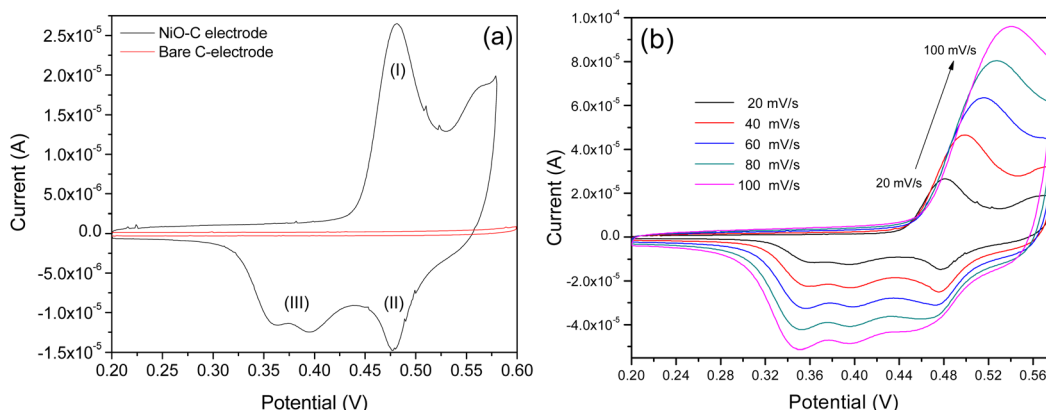 (a)
NiO-C electrode
Bare C-electrode
(I)
(II)
(III)
2.5x10⁻⁵
2.0x10⁻⁵
1.5x10⁻⁵
1.0x10⁻⁵
5.0x10⁻⁶
0.0
-5.0x10⁻⁶
-1.0x10⁻⁵
-1.5x10⁻⁵
Current (A)
0.20 0.25 0.30 0.35 0.40 0.45 0.50 0.55 0.60
Potential (V)
(b)
100 mV/s
20 mV/s
20 mV/s
40 mV/s
60 mV/s
80 mV/s
100 mV/s
1.0x10⁻⁴
8.0x10⁻⁵
6.0x10⁻⁵
4.0x10⁻⁵
2.0x10⁻⁵
0.0
-2.0x10⁻⁵
-4.0x10⁻⁵
Current (A)
0.20 0.24 0.28 0.32 0.36 0.40 0.44 0.48 0.52 0.56
Potential (V)